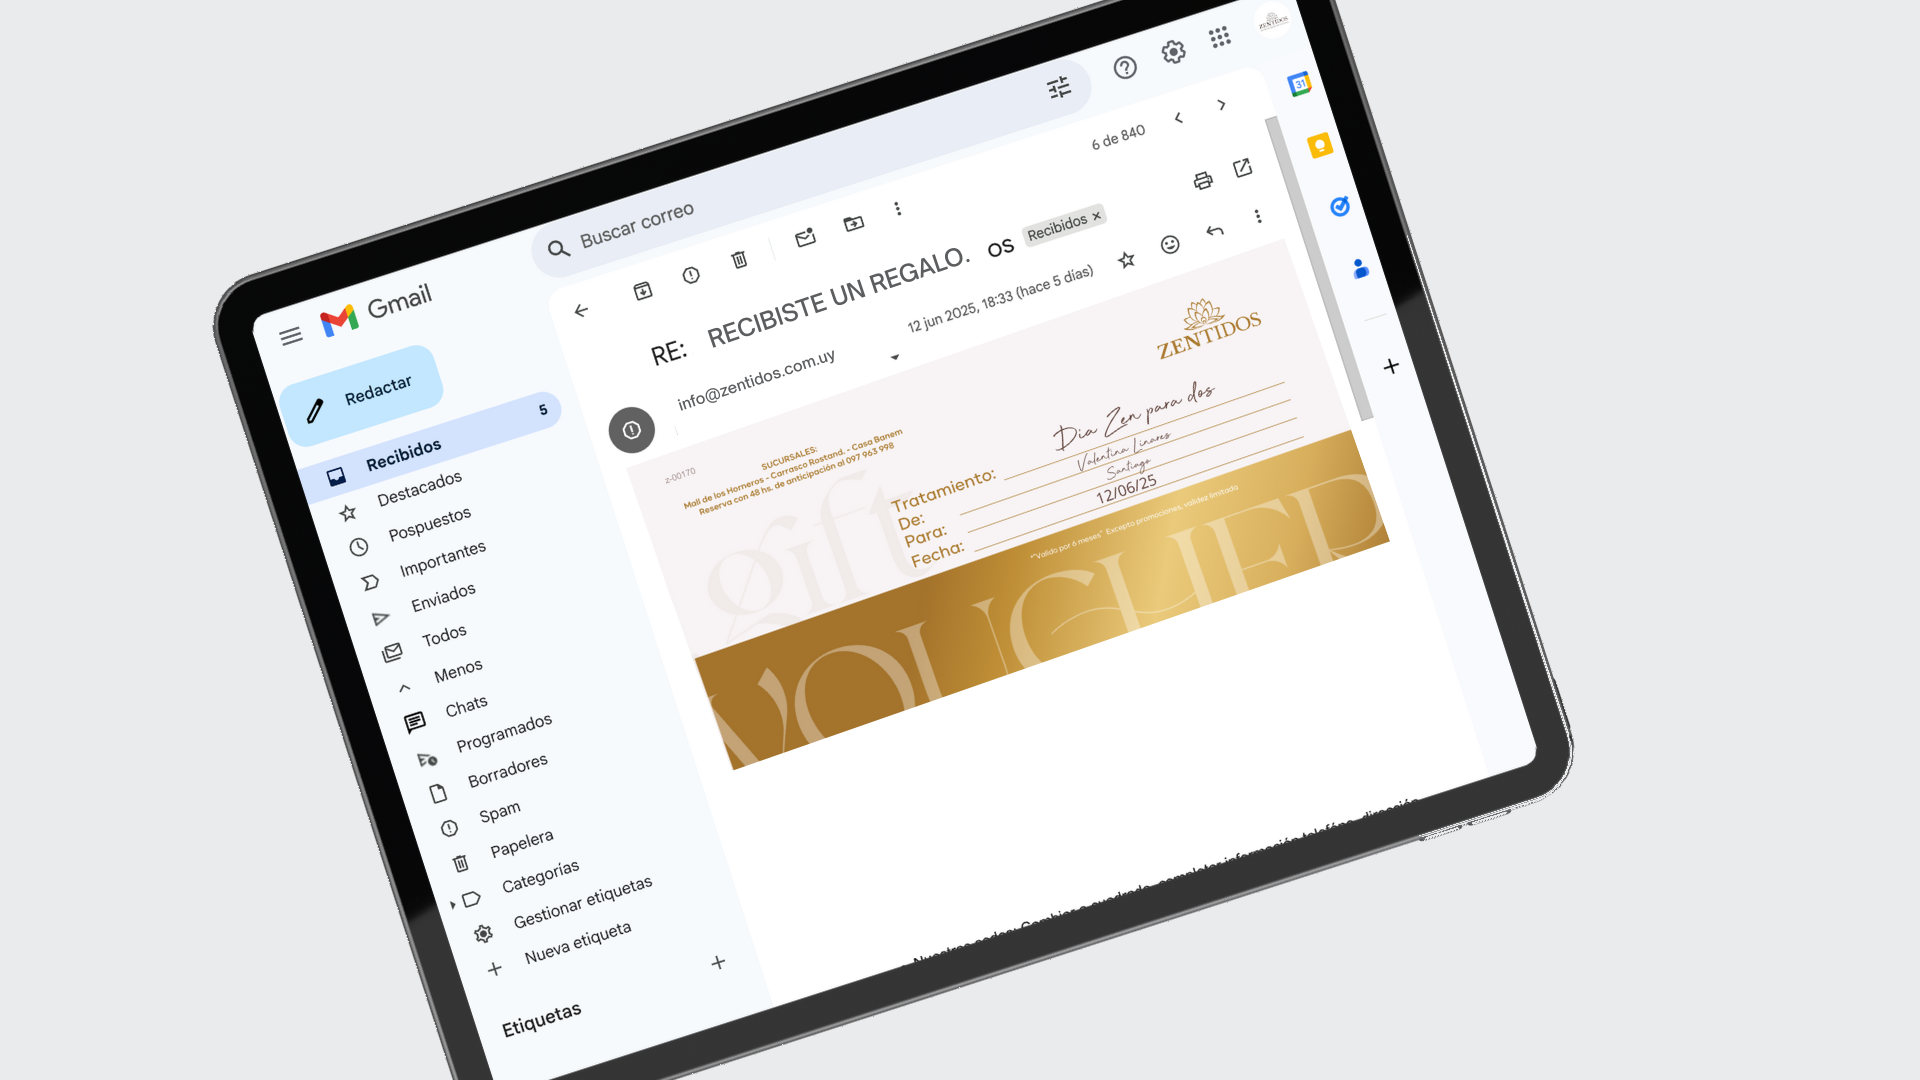 ZENTIDOS
31
Gmail
Buscar correo
6 de 840
RE: RECIBISTE UN REGALO. OS Recibidos ×
info@zentidos.com.uy
12 jun 2025, 18:33 (hace 5 días)
Redactar
Recibidos 5
Destacados
Pospuestos
Importantes
Enviados
Todos
Menos
Chats
Programados
Borradores
Spam
Papelera
Categorías
Gestionar etiquetas
Nueva etiqueta
Etiquetas
z-00170
SUCURSALES:
Mall de los Horneros - Carrasco Rostand. - Casa Banem
Reserva con 48 hs. de anticipación al 097 963 998
ZENTIDOS
gift
Tratamiento: Dia Zen para dos
De: Valentina Linares
Para: Santiago
Fecha: 12/06/25
*"Valido por 6 meses" Excepto promociones, validez limitada
VOUCHER